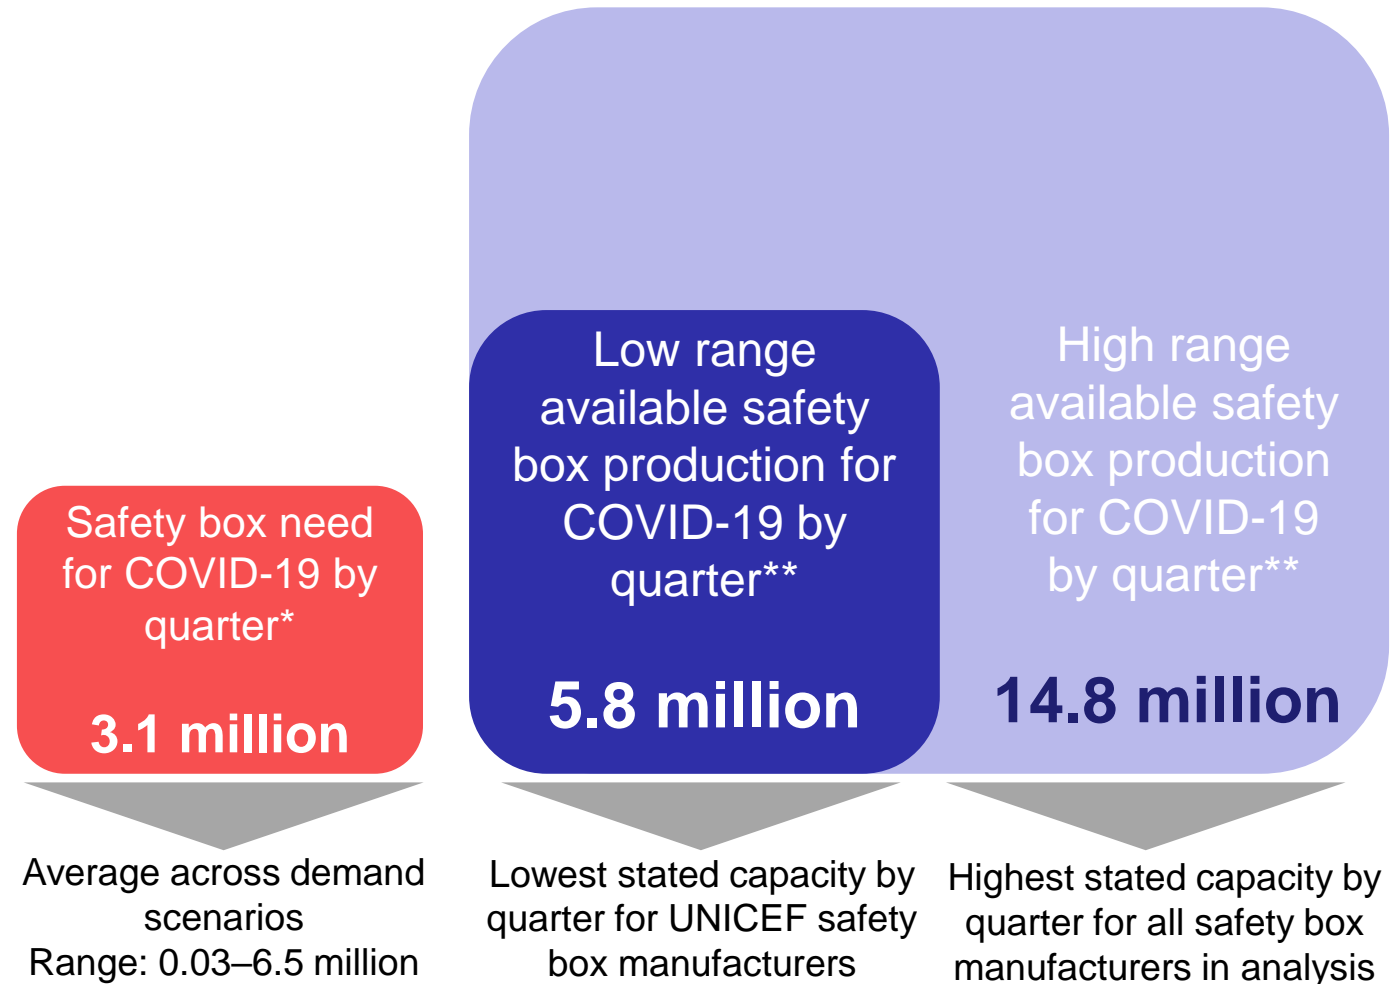 Safety box need
for COVID-19 by
quarter*
3.1 million
Average across demand
scenarios
Range: 0.03–6.5 million
Low range
available safety
box production for
COVID-19 by
quarter**
5.8 million
Lowest stated capacity by
quarter for UNICEF safety
box manufacturers
High range
available safety
box production
for COVID-19
by quarter**
14.8 million
Highest stated capacity by
quarter for all safety box
manufacturers in analysis